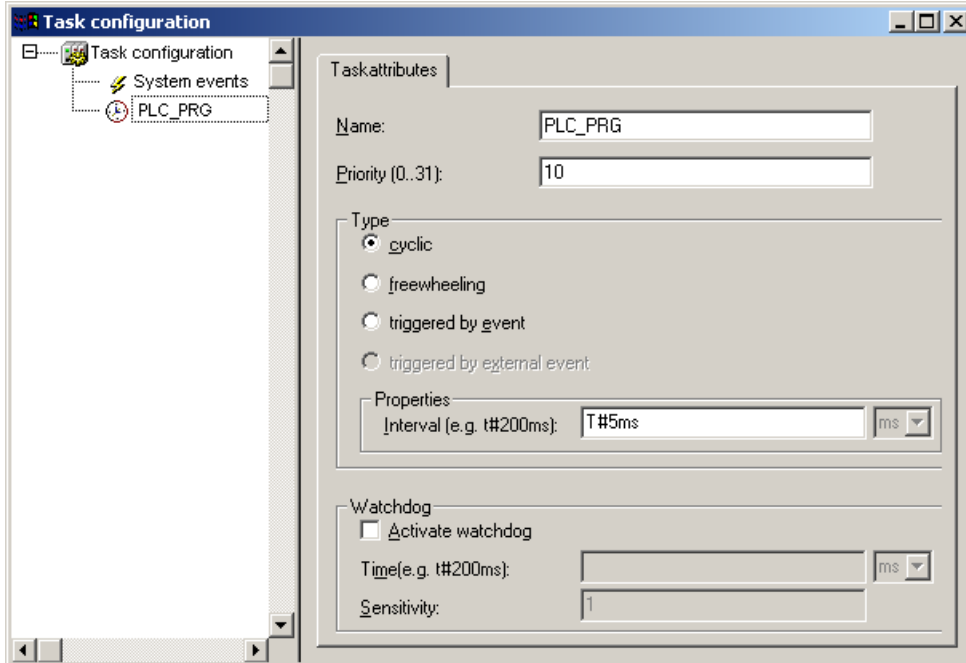 Task configuration
Task configuration
System events
PLC_PRG
Taskattributes
Name: PLC_PRG
Priority (0..31): 10
Type
cyclic
freewheeling
triggered by event
triggered by external event
Properties
Interval (e.g. t#200ms): T#5ms ms
Watchdog
Activate watchdog
Time(e.g. t#200ms): ms
Sensitivity: 1